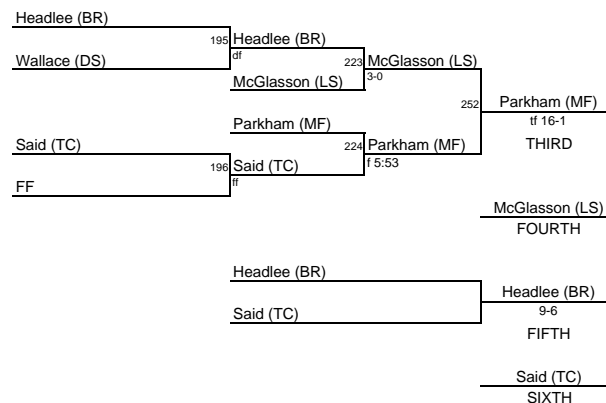 Headlee (BR)
195
Headlee (BR)
Wallace (DS)
df
223
McGlasson (LS)
McGlasson (LS)
3-0
252
Parkham (MF)
tf 16-1
THIRD
Parkham (MF)
Said (TC)
224
Parkham (MF)
196
Said (TC)
f 5:53
FF
ff
McGlasson (LS)
FOURTH
Headlee (BR)
Headlee (BR)
9-6
Said (TC)
FIFTH
Said (TC)
SIXTH